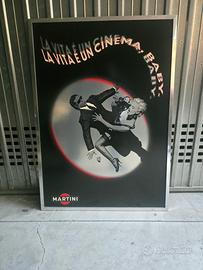 LA VITA È UN CINEMA, BABY.
LA VITA È UN CINEMA, BABY.
MARTINI